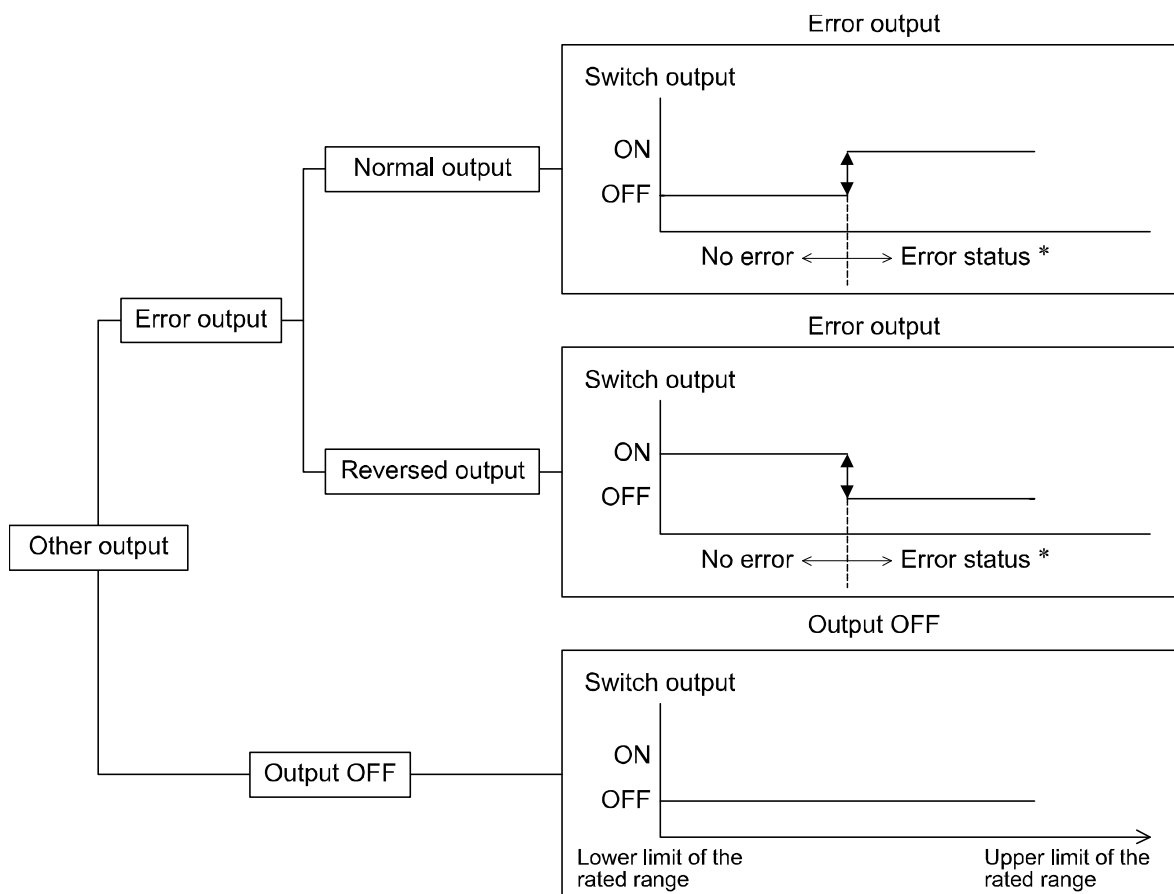 Error output
Switch output
ON
OFF
No error
Error status *
Normal output
Error output
Error output
Switch output
ON
OFF
No error
Error status *
Reversed output
Other output
Output OFF
Switch output
ON
OFF
Output OFF
Lower limit of the
rated range
Upper limit of the
rated range